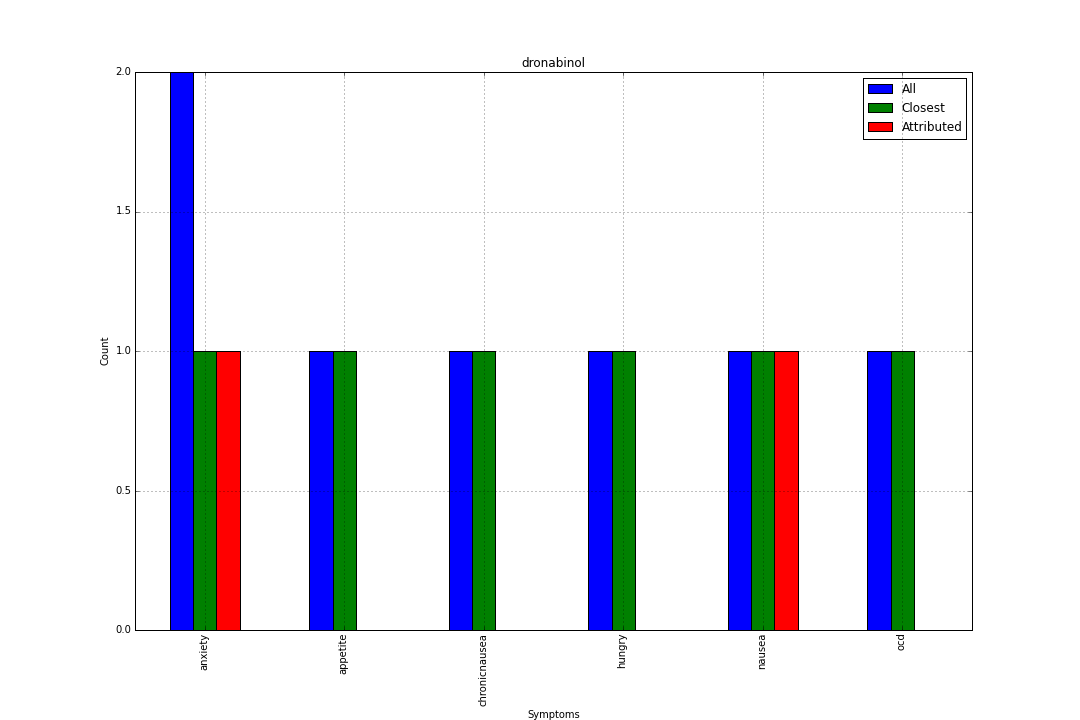 dronabinol
All
Closest
Attributed
2.0
1.5
1.0
0.5
0.0
Count
anxiety
appetite
chronicnausea
hungry
nausea
ocd
Symptoms